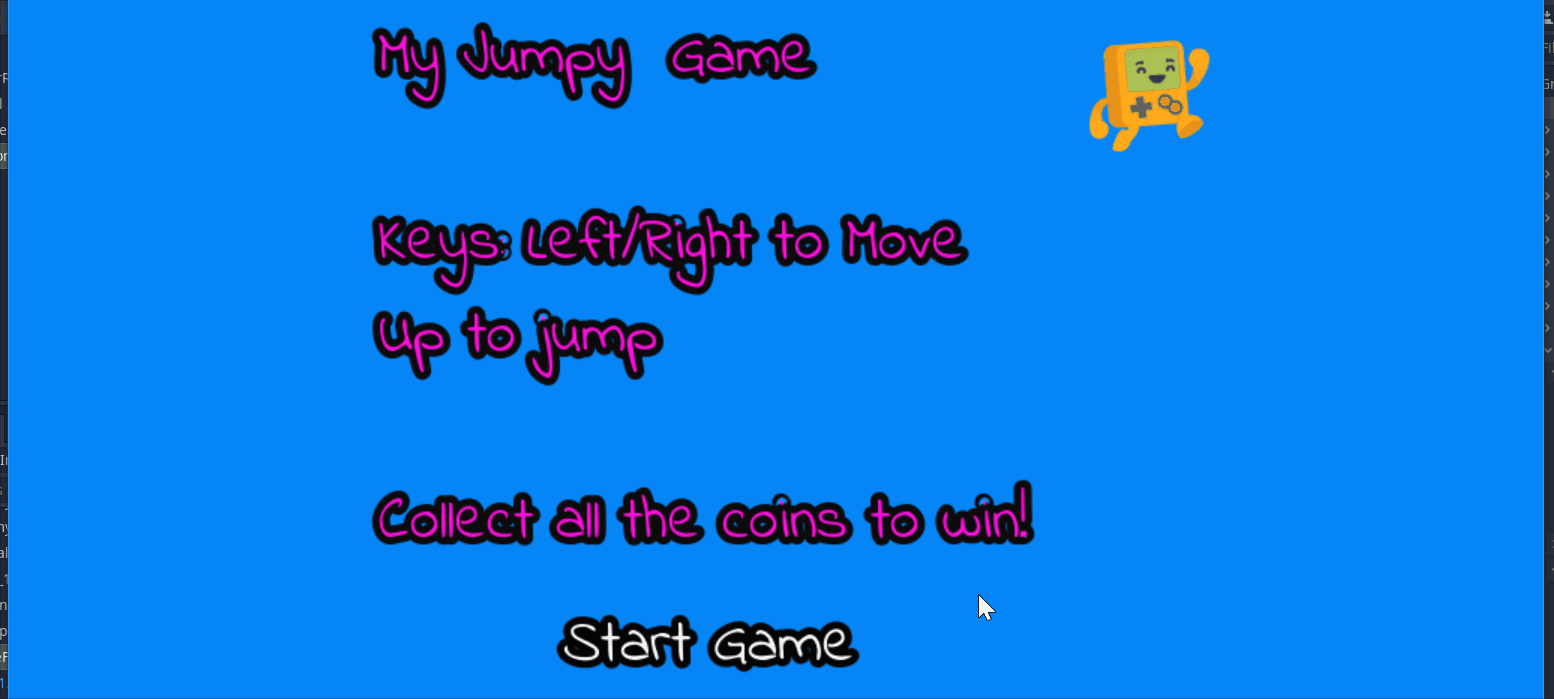 My Jumpy Game
Keys: Left/Right to Move
Up to jump
Collect all the coins to win!
Start Game